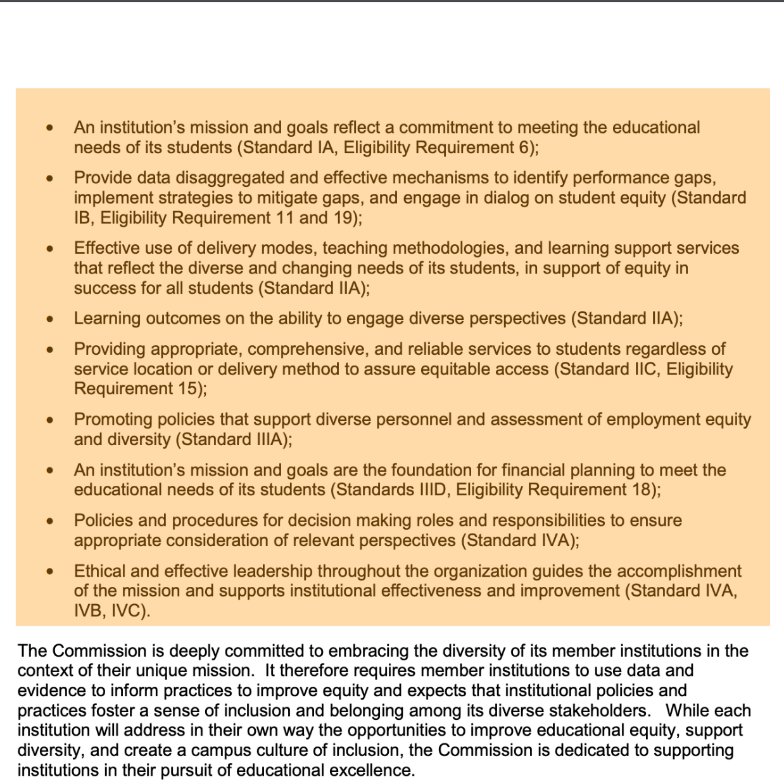 • An institution's mission and goals reflect a commitment to meeting the educational
needs of its students (Standard IA, Eligibility Requirement 6);
• Provide data disaggregated and effective mechanisms to identify performance gaps,
implement strategies to mitigate gaps, and engage in dialog on student equity (Standard
IB, Eligibility Requirement 11 and 19);
• Effective use of delivery modes, teaching methodologies, and learning support services
that reflect the diverse and changing needs of its students, in support of equity in
success for all students (Standard IIA);
• Learning outcomes on the ability to engage diverse perspectives (Standard IIA);
• Providing appropriate, comprehensive, and reliable services to students regardless of
service location or delivery method to assure equitable access (Standard IIC, Eligibility
Requirement 15);
• Promoting policies that support diverse personnel and assessment of employment equity
and diversity (Standard IIIA);
• An institution's mission and goals are the foundation for financial planning to meet the
educational needs of its students (Standards IIID, Eligibility Requirement 18);
• Policies and procedures for decision making roles and responsibilities to ensure
appropriate consideration of relevant perspectives (Standard IVA);
• Ethical and effective leadership throughout the organization guides the accomplishment
of the mission and supports institutional effectiveness and improvement (Standard IVA,
IVB, IVC).
The Commission is deeply committed to embracing the diversity of its member institutions in the
context of their unique mission.  It therefore requires member institutions to use data and
evidence to inform practices to improve equity and expects that institutional policies and
practices foster a sense of inclusion and belonging among its diverse stakeholders.   While each
institution will address in their own way the opportunities to improve educational equity, support
diversity, and create a campus culture of inclusion, the Commission is dedicated to supporting
institutions in their pursuit of educational excellence.